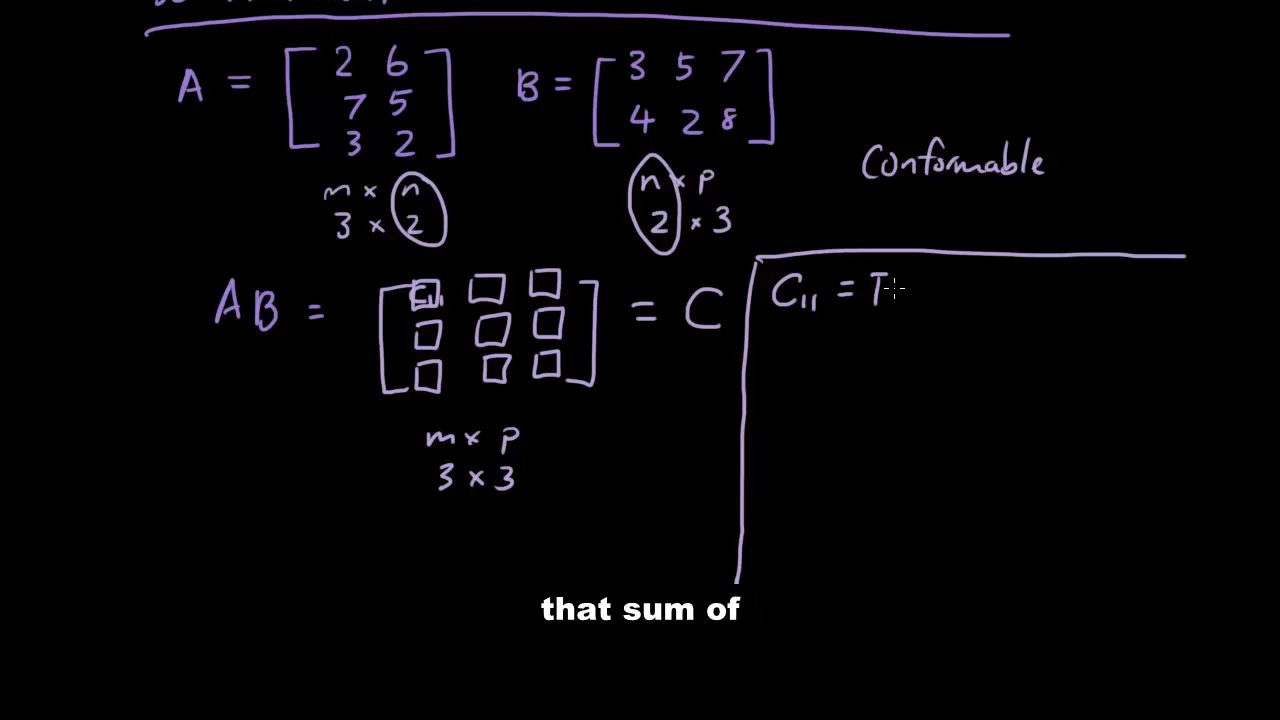 A = [ 2 6 B = [ 3 5 7
7 5
3 2 ] 4 2 8 ]
Conformable
m × n n × p
3 × 2 2 × 3
AB = [ C11 ] = C
C11 = T
m × p
3 × 3
that sum of